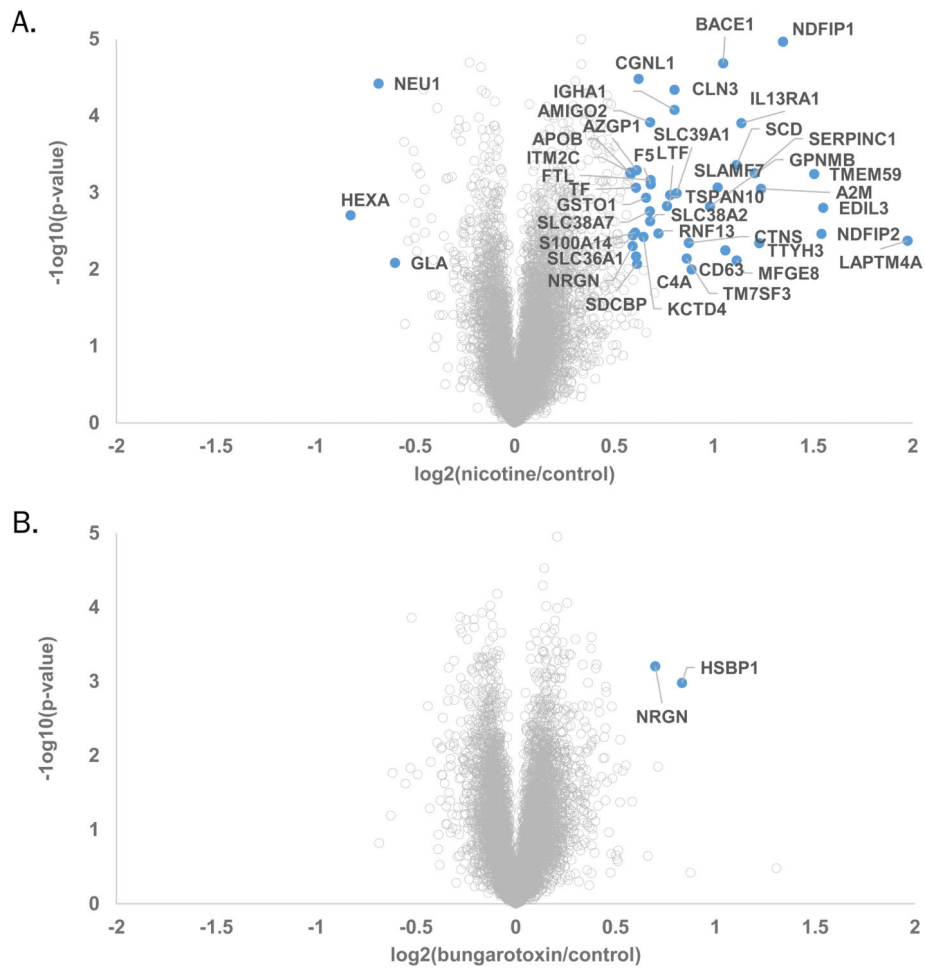 A.
5
4
3
2
1
0
-1og10(p-value)
BACE1
NDFIP1
CGNL1
NEU1
CLN3
IGHA1
IL13RA1
AMIGO2
AZGP1
SLC39A1
SCD
SERPINC1
APOB
F5
LTF
GPNMB
ITM2C
SLAMF7
TMEM59
FTL
TSPAN10
A2M
TF
HEXA
GSTO1
EDIL3
SLC38A7
SLC38A2
RNF13
CTNS
NDFIP2
S100A14
TTYH3
SLC36A1
LAPTM4A
GLA
NRGN
C4A
CD63
MFGE8
TM7SF3
SDCBP
KCTD4
-2 -1.5 -1 -0.5 0 0.5 1 1.5 2
log2(nicotine/control)
B.
5
4
3
2
1
0
-1og10(p-value)
HSBP1
NRGN
-2 -1.5 -1 -0.5 0 0.5 1 1.5 2
log2(bungarotoxin/control)